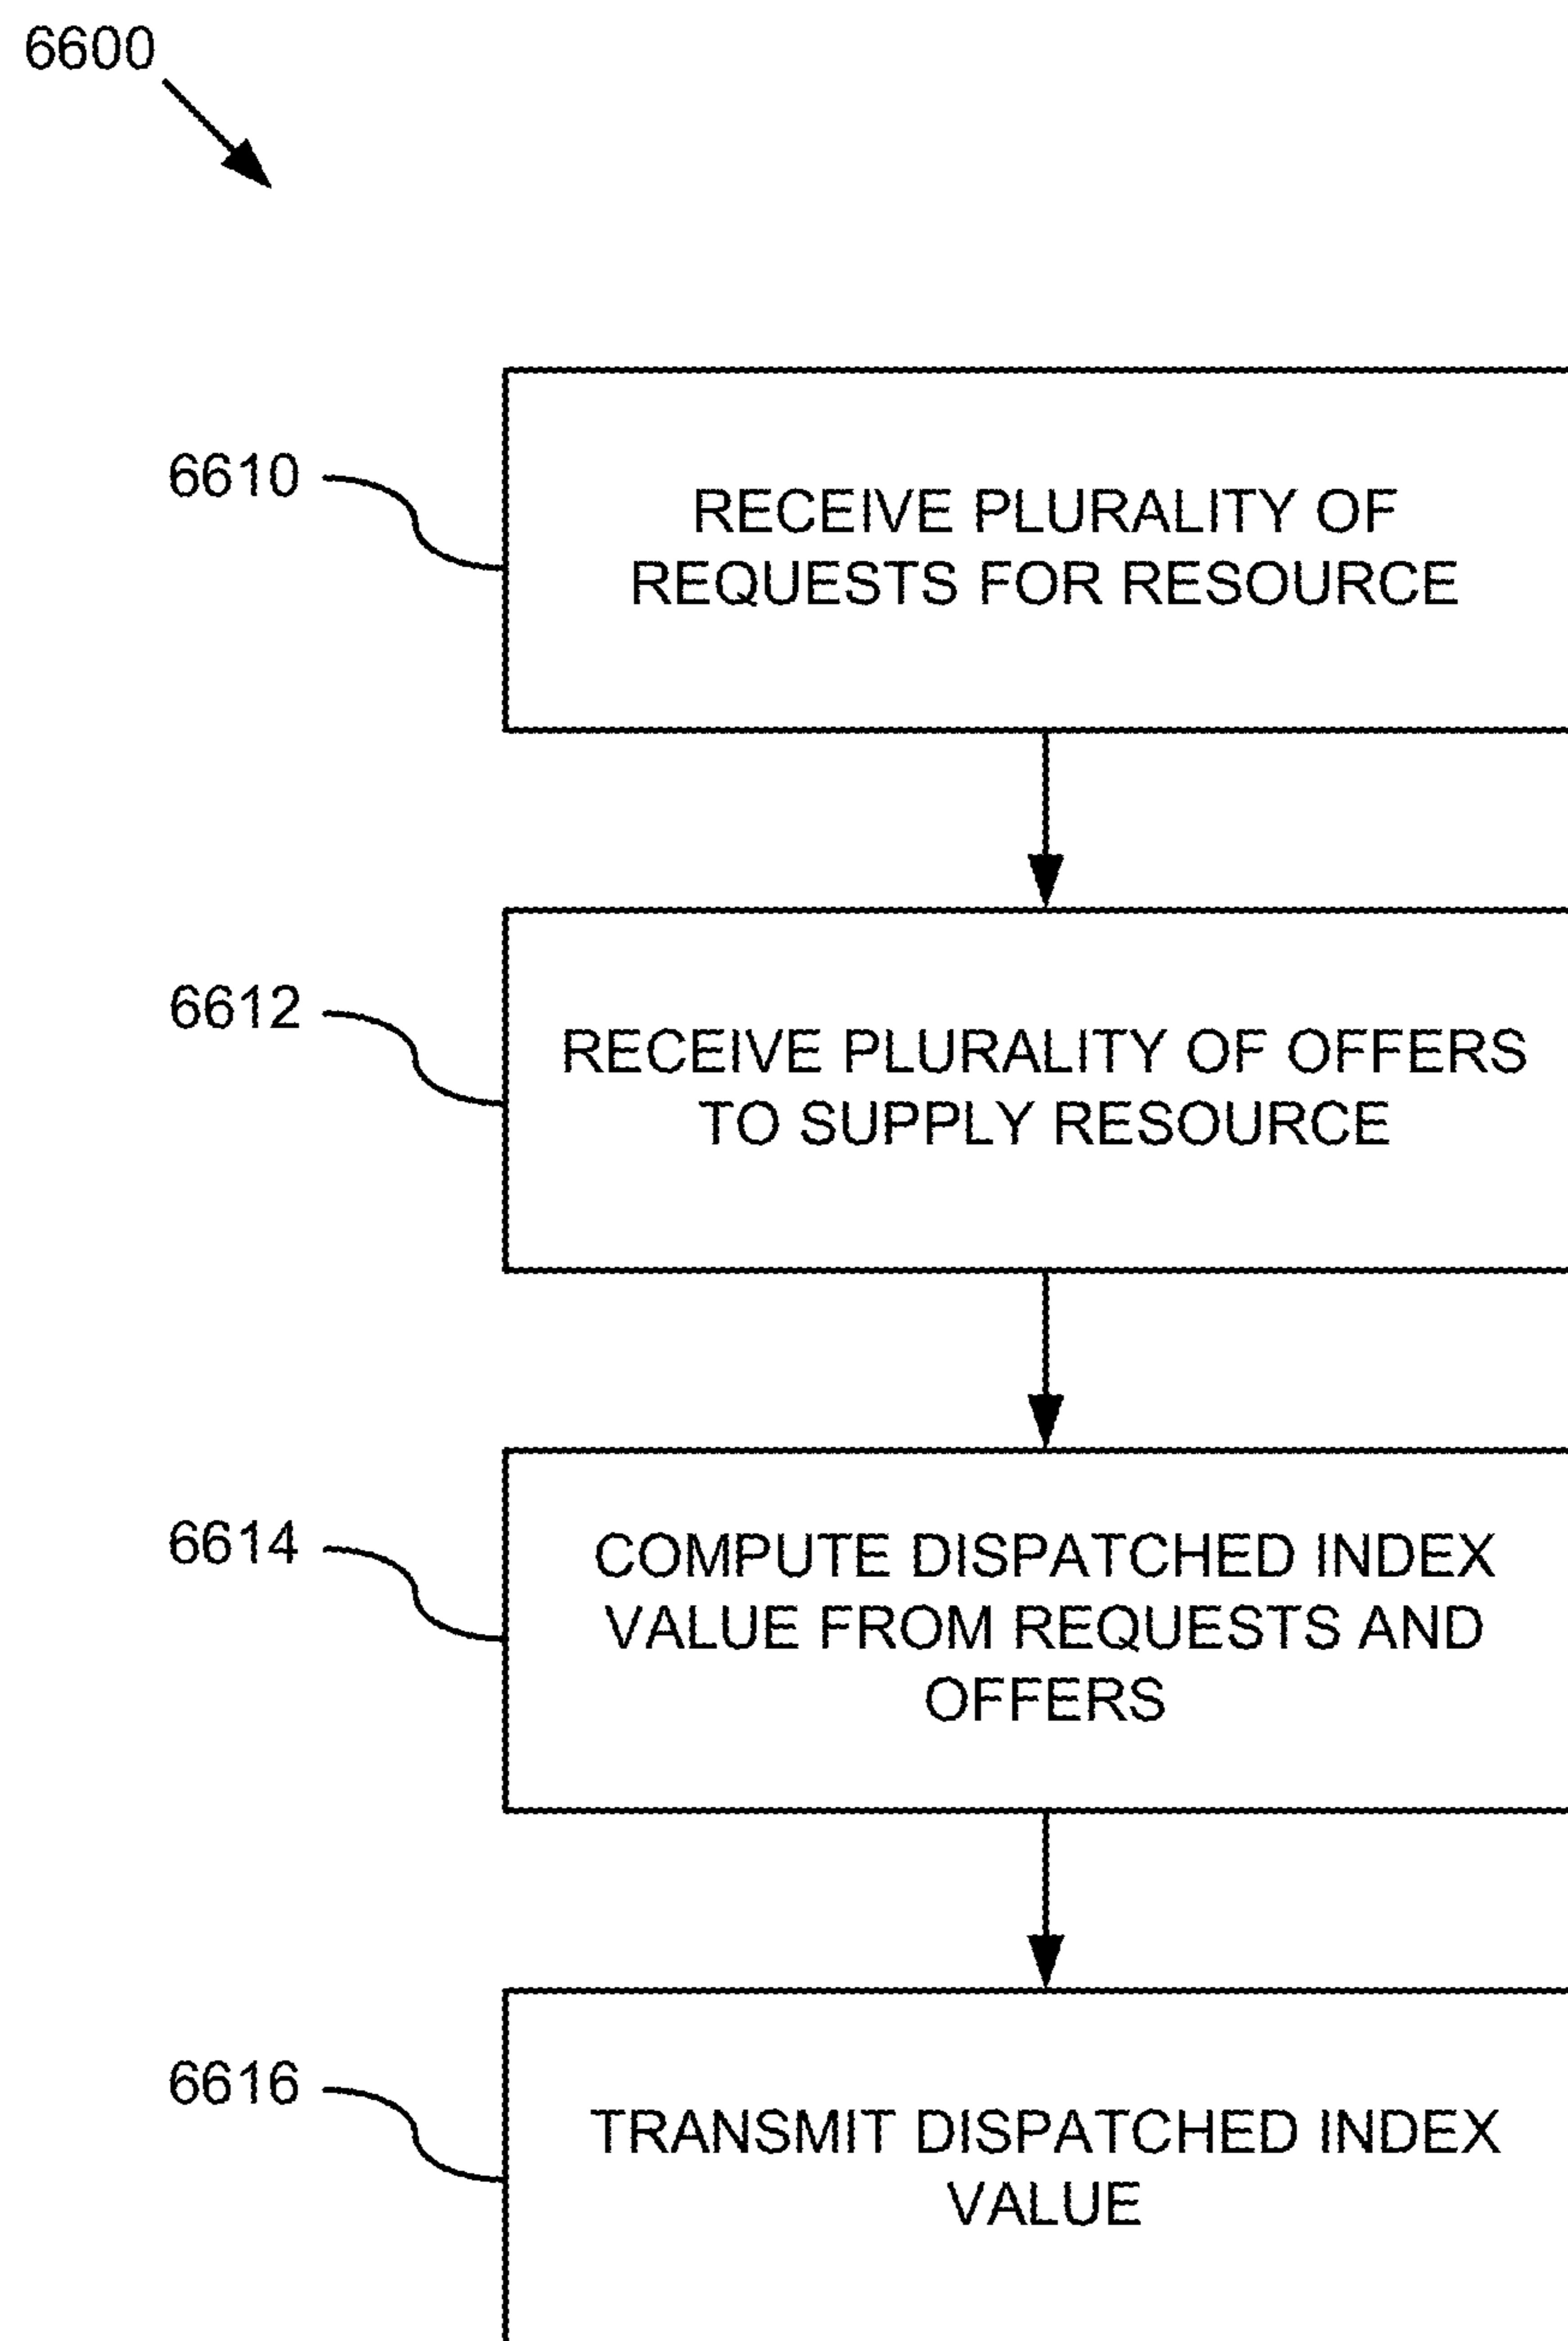 6600
6610
RECEIVE PLURALITY OF
REQUESTS FOR RESOURCE
6612
RECEIVE PLURALITY OF OFFERS
TO SUPPLY RESOURCE
6614
COMPUTE DISPATCHED INDEX
VALUE FROM REQUESTS AND
OFFERS
6616
TRANSMIT DISPATCHED INDEX
VALUE